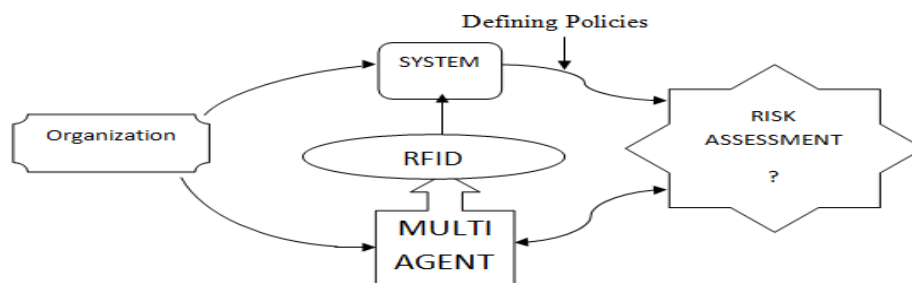 Defining Policies
SYSTEM
Organization
RISK
ASSESSMENT
?
RFID
MULTI
AGENT